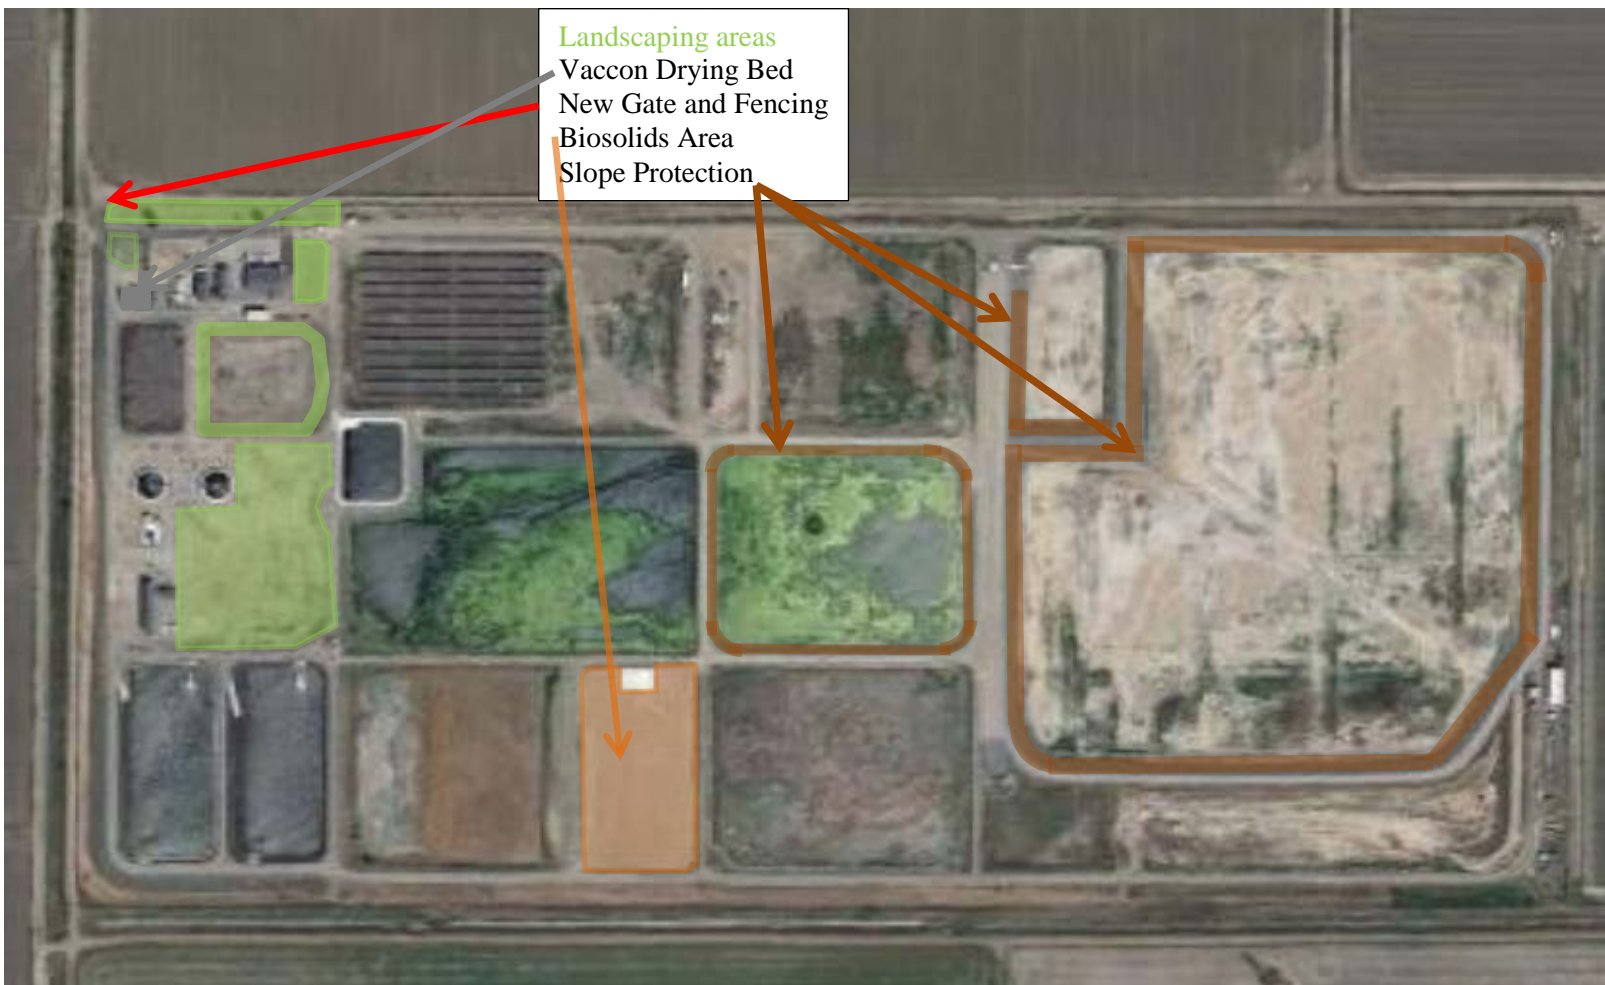 Landscaping areas
Vaccon Drying Bed
New Gate and Fencing
Biosolids Area
Slope Protection